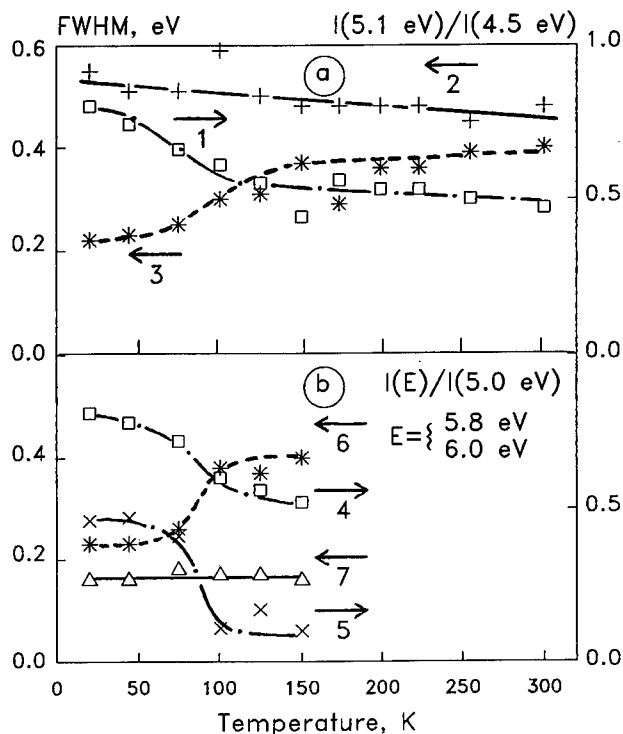 FWHM, eV
I(5.1 eV)/I(4.5 eV)
0.6
1.0
a
2
1
0.4
0.5
0.2
3
0.0
0.0
b
I(E)/I(5.0 eV)
6
E={ 5.8 eV
6.0 eV
0.4
4
0.5
0.2
7
5
0.0
0.0
0 50 100 150 200 250 300
Temperature, K